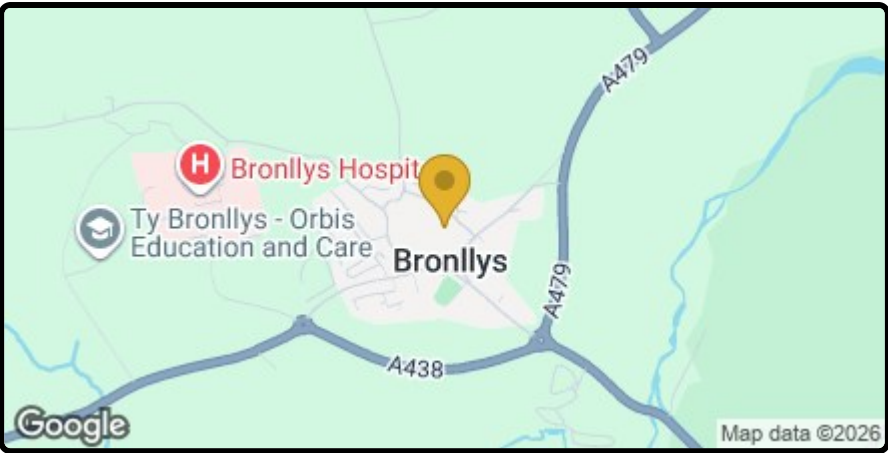 A479
H
Bronllys Hospit
Ty Bronllys - Orbis
Education and Care
Bronllys
A479
A438
Google
Map data ©2026